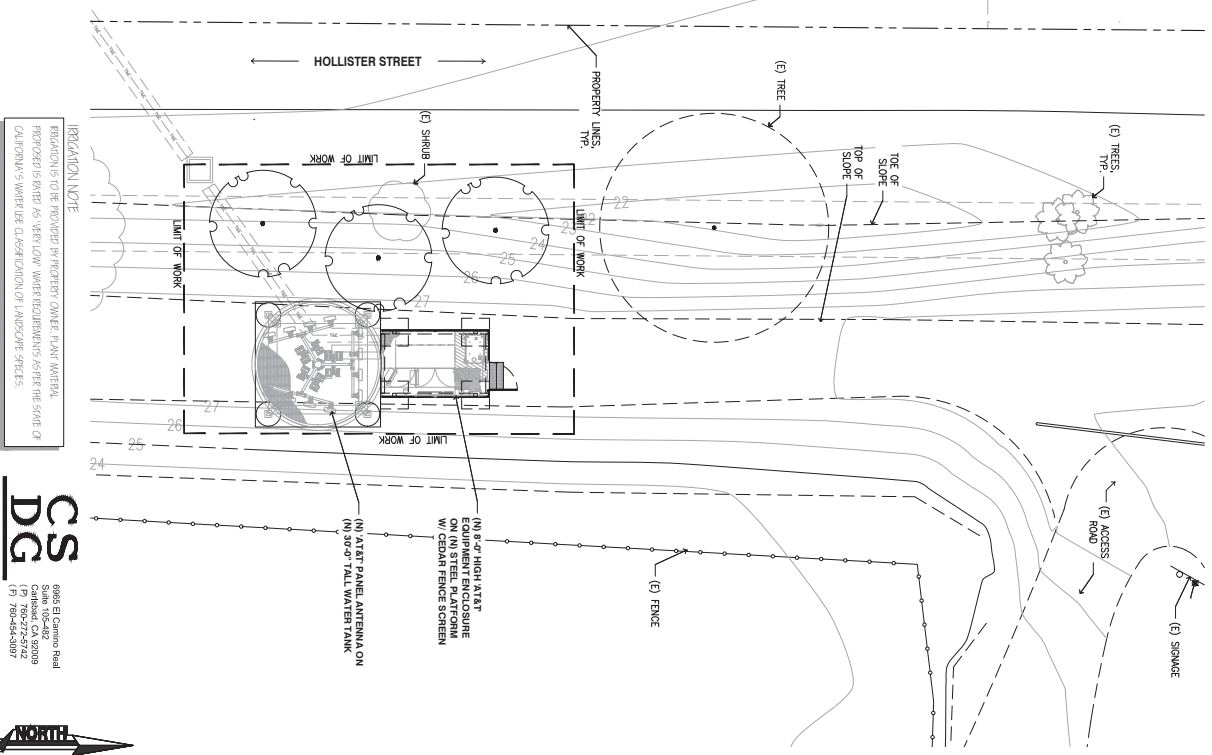 HOLLISTER STREET
PROPERTY LINES,
TYP.
(E) TREE
(E) TREES,
TYP.
TOE OF
SLOPE
TOP OF
SLOPE
(E) SHRUB
LIMIT OF WORK
LIMIT OF WORK
LIMIT OF WORK
LIMIT OF WORK
22
22
23
24
25
26
27
27
26
25
24
(N) 8'-0" HIGH 'AT&T'
EQUIPMENT ENCLOSURE
ON (N) STEEL PLATFORM
W/ CEDAR FENCE SCREEN
(N) 'AT&T' PANEL ANTENNA ON
(N) 30'-0" TALL WATER TANK
(E) FENCE
(E) ACCESS
ROAD
(E) SIGNAGE
IRRIGATION NOTE
IRRIGATION IS TO BE PROVIDED BY PROPERTY OWNER. PLANT MATERIAL
PROPOSED IS RATED AS 'VERY LOW' WATER REQUIREMENTS AS PER THE STATE OF
CALIFORNIA'S WATER USE CLASSIFICATION OF LANDSCAPE SPECIES.
CS
DG
6965 El Camino Real
Suite 105-482
Carlsbad, CA 92009
(P) 760-272-5742
(F) 760-454-3097
NORTH